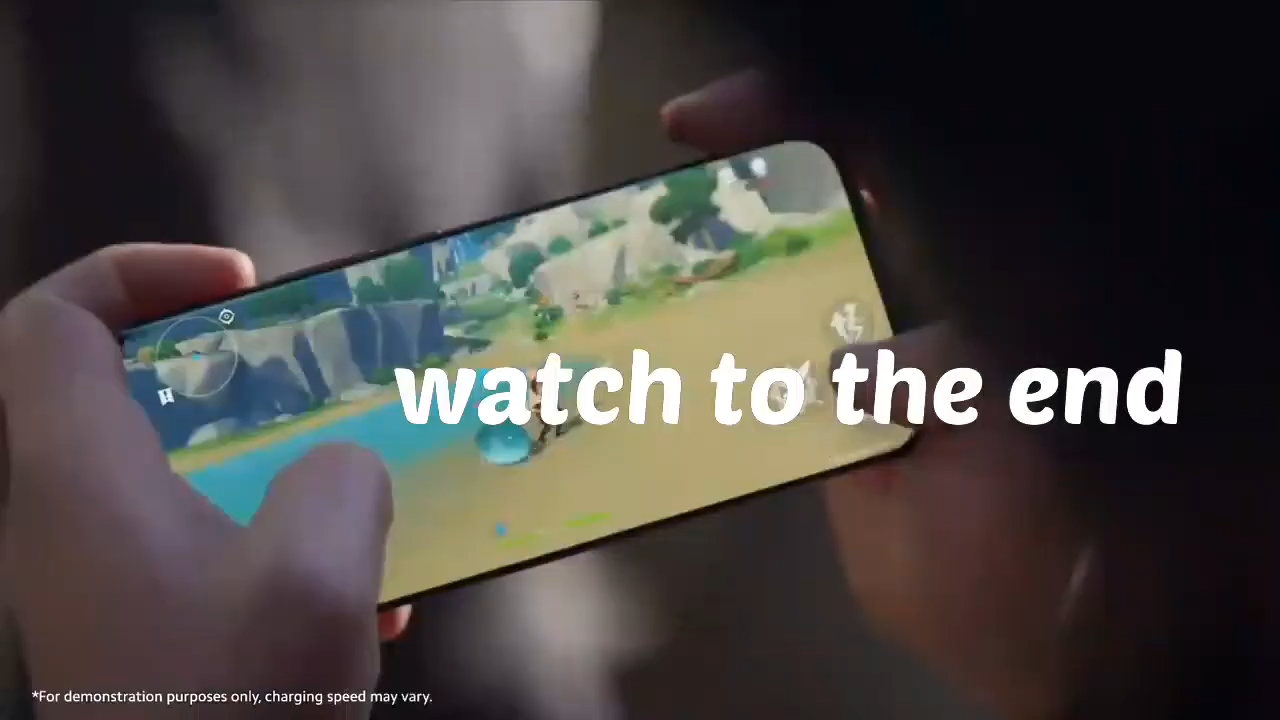 watch to the end
*For demonstration purposes only, charging speed may vary.